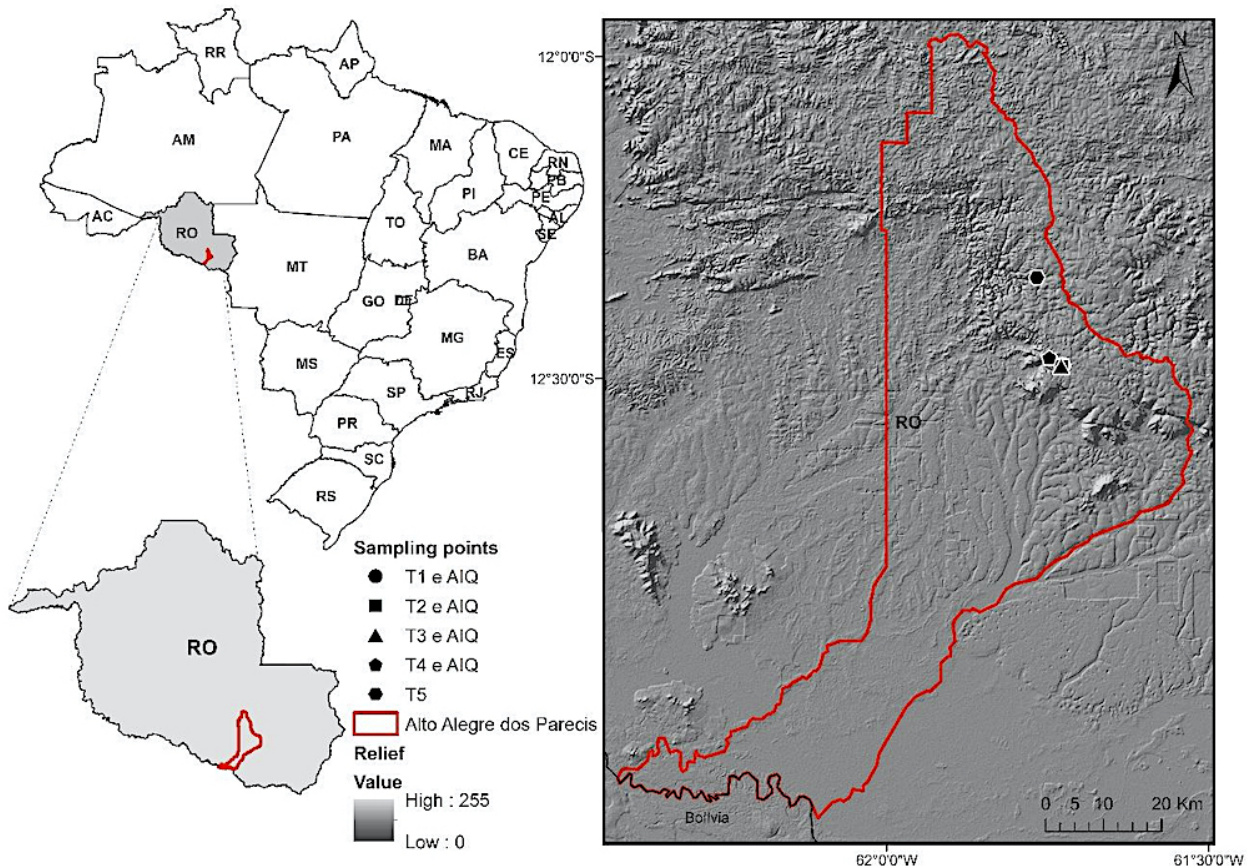 RR
AP
AM
PA
MA
CE
RN
PB
PI
PE
AL
SE
AC
RO
TO
BA
MT
GO
DF
MG
ES
MS
SP
RJ
PR
SC
RS
RO
Sampling points
T1 e AIQ
T2 e AIQ
T3 e AIQ
T4 e AIQ
T5
Alto Alegre dos Parecis
Relief
Value
High : 255
Low : 0
12°0'0"S
12°30'0"S
N
RO
Bolívia
0 5 10 20 Km
62°0'0"W
61°30'0"W